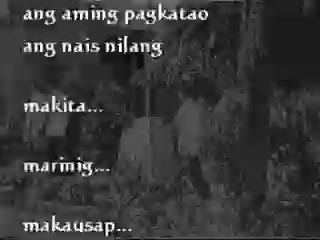 ang aming pagkatao
ang nais nilang
makita...
marinig...
makausap...